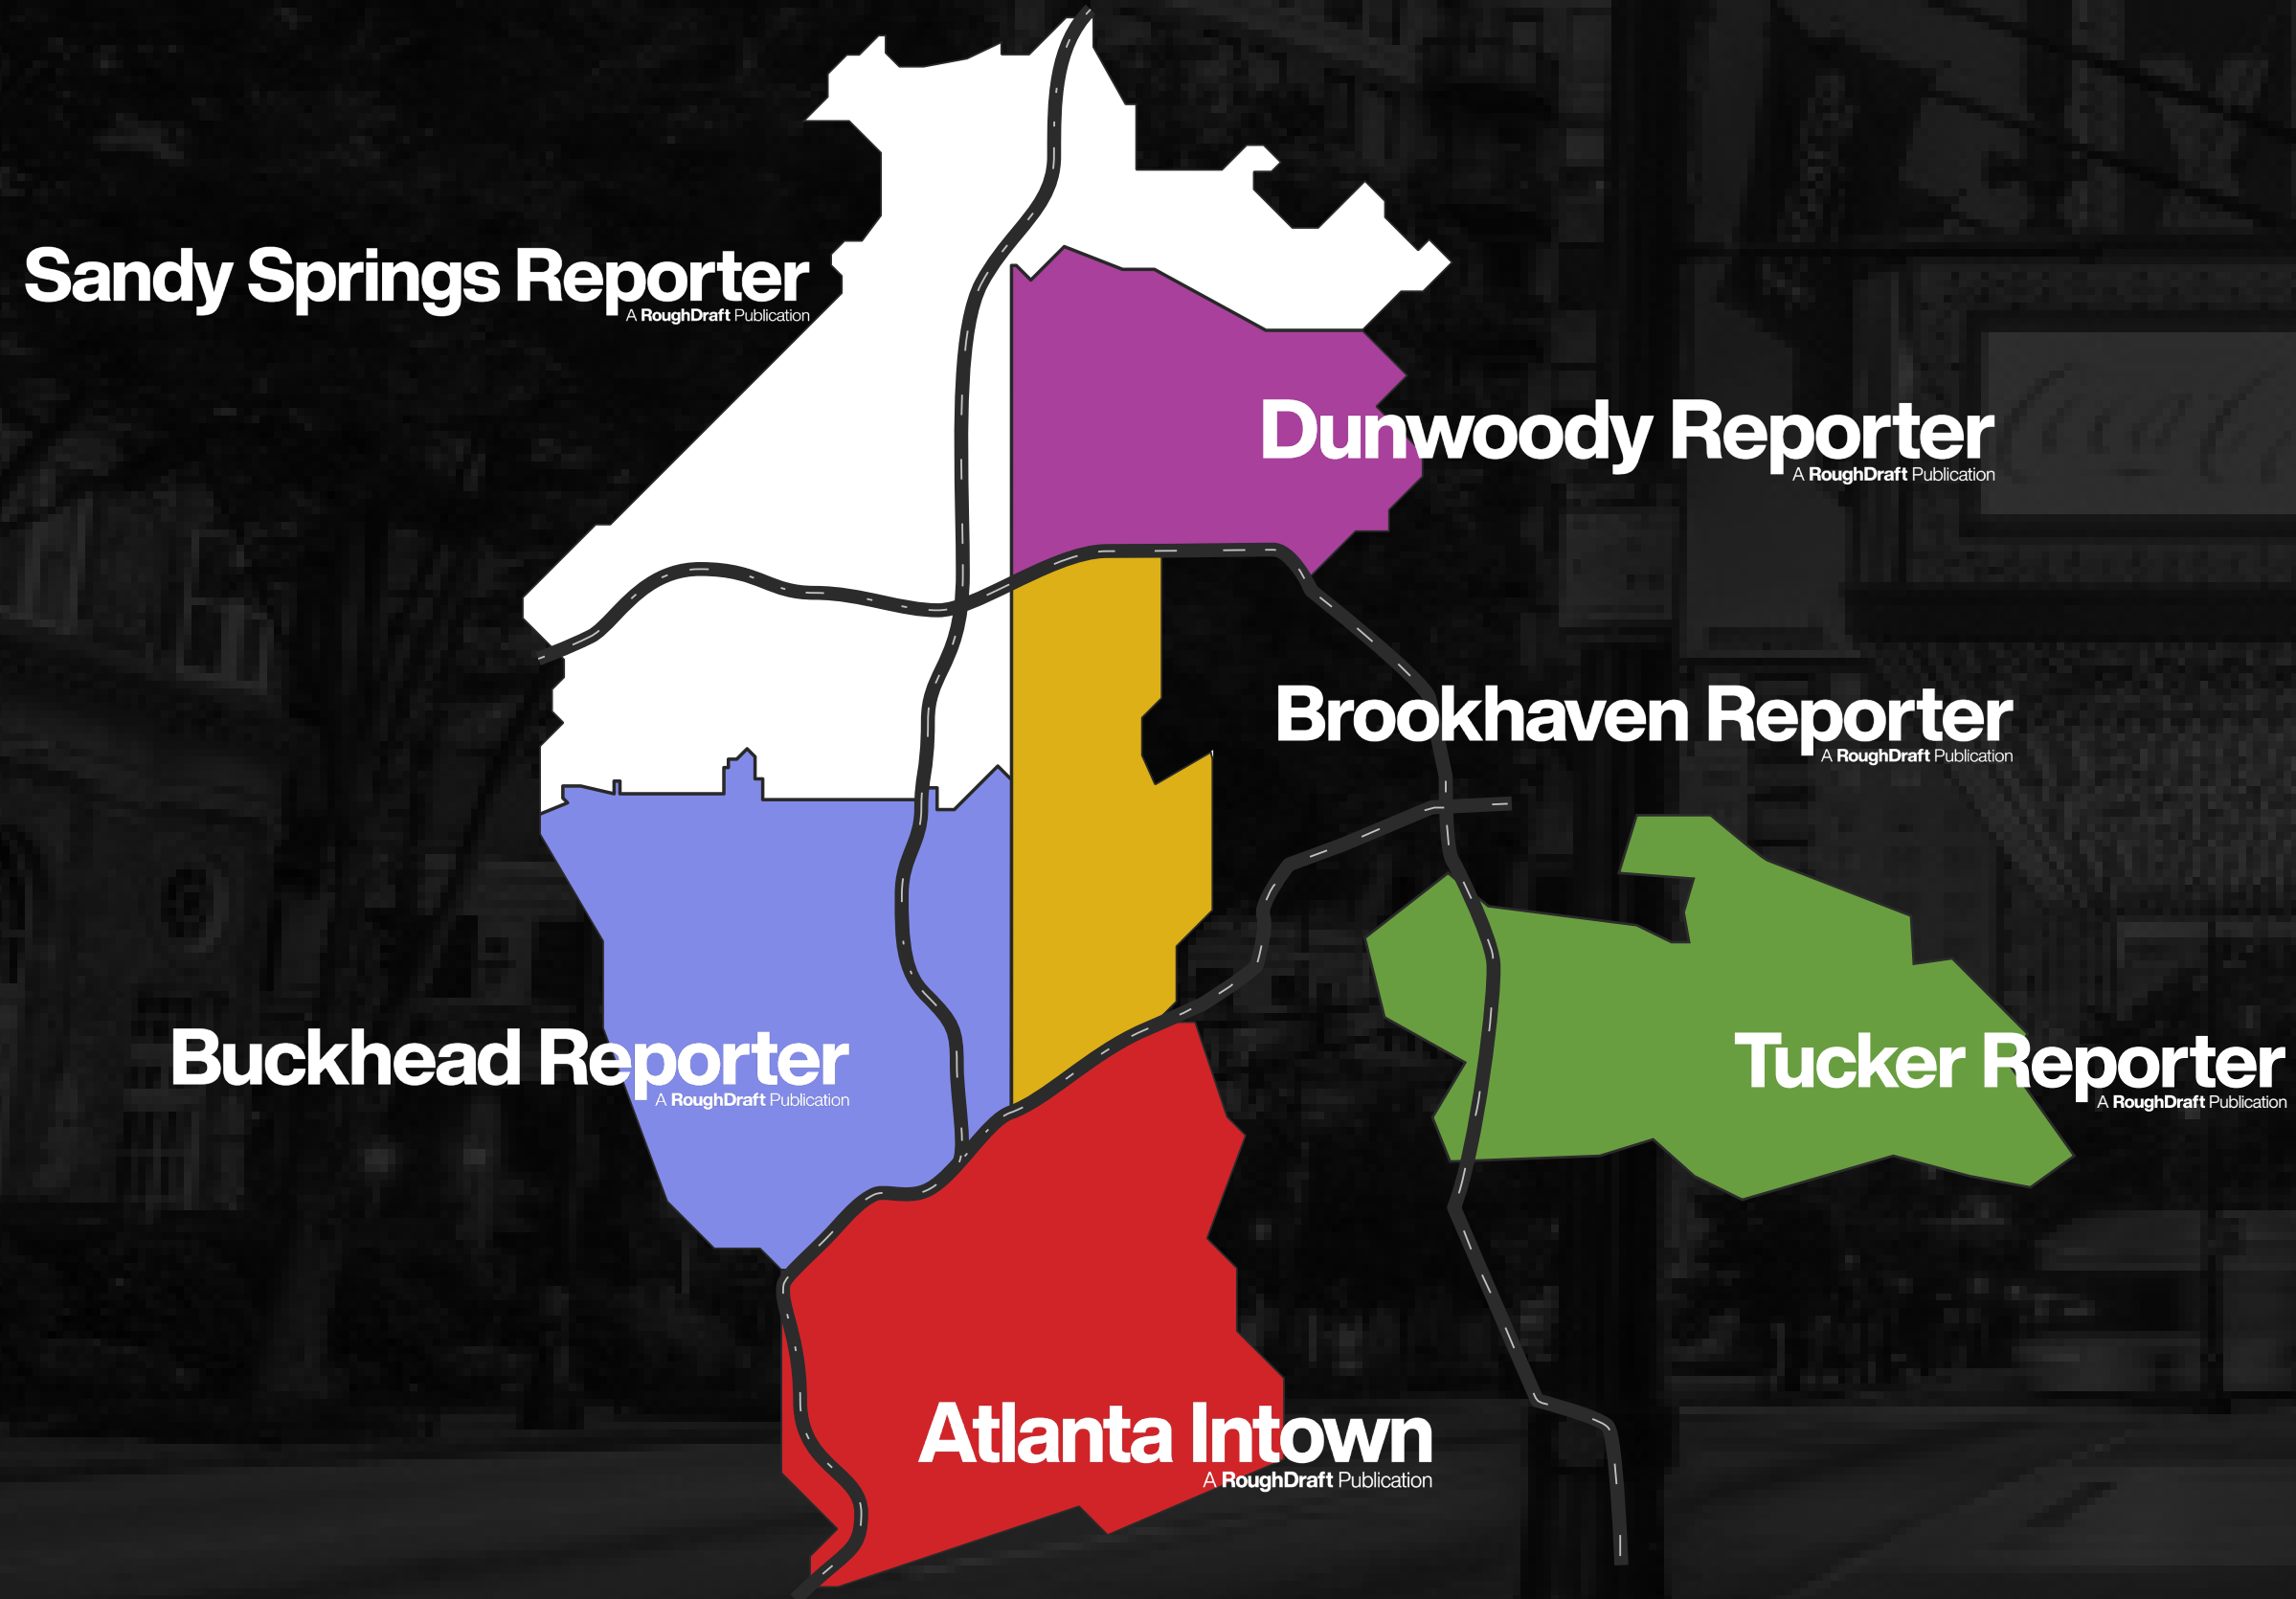 Sandy Springs Reporter
A RoughDraft Publication
Dunwoody Reporter
A RoughDraft Publication
Brookhaven Reporter
A RoughDraft Publication
Buckhead Reporter
A RoughDraft Publication
Tucker Reporter
A RoughDraft Publication
Atlanta Intown
A RoughDraft Publication